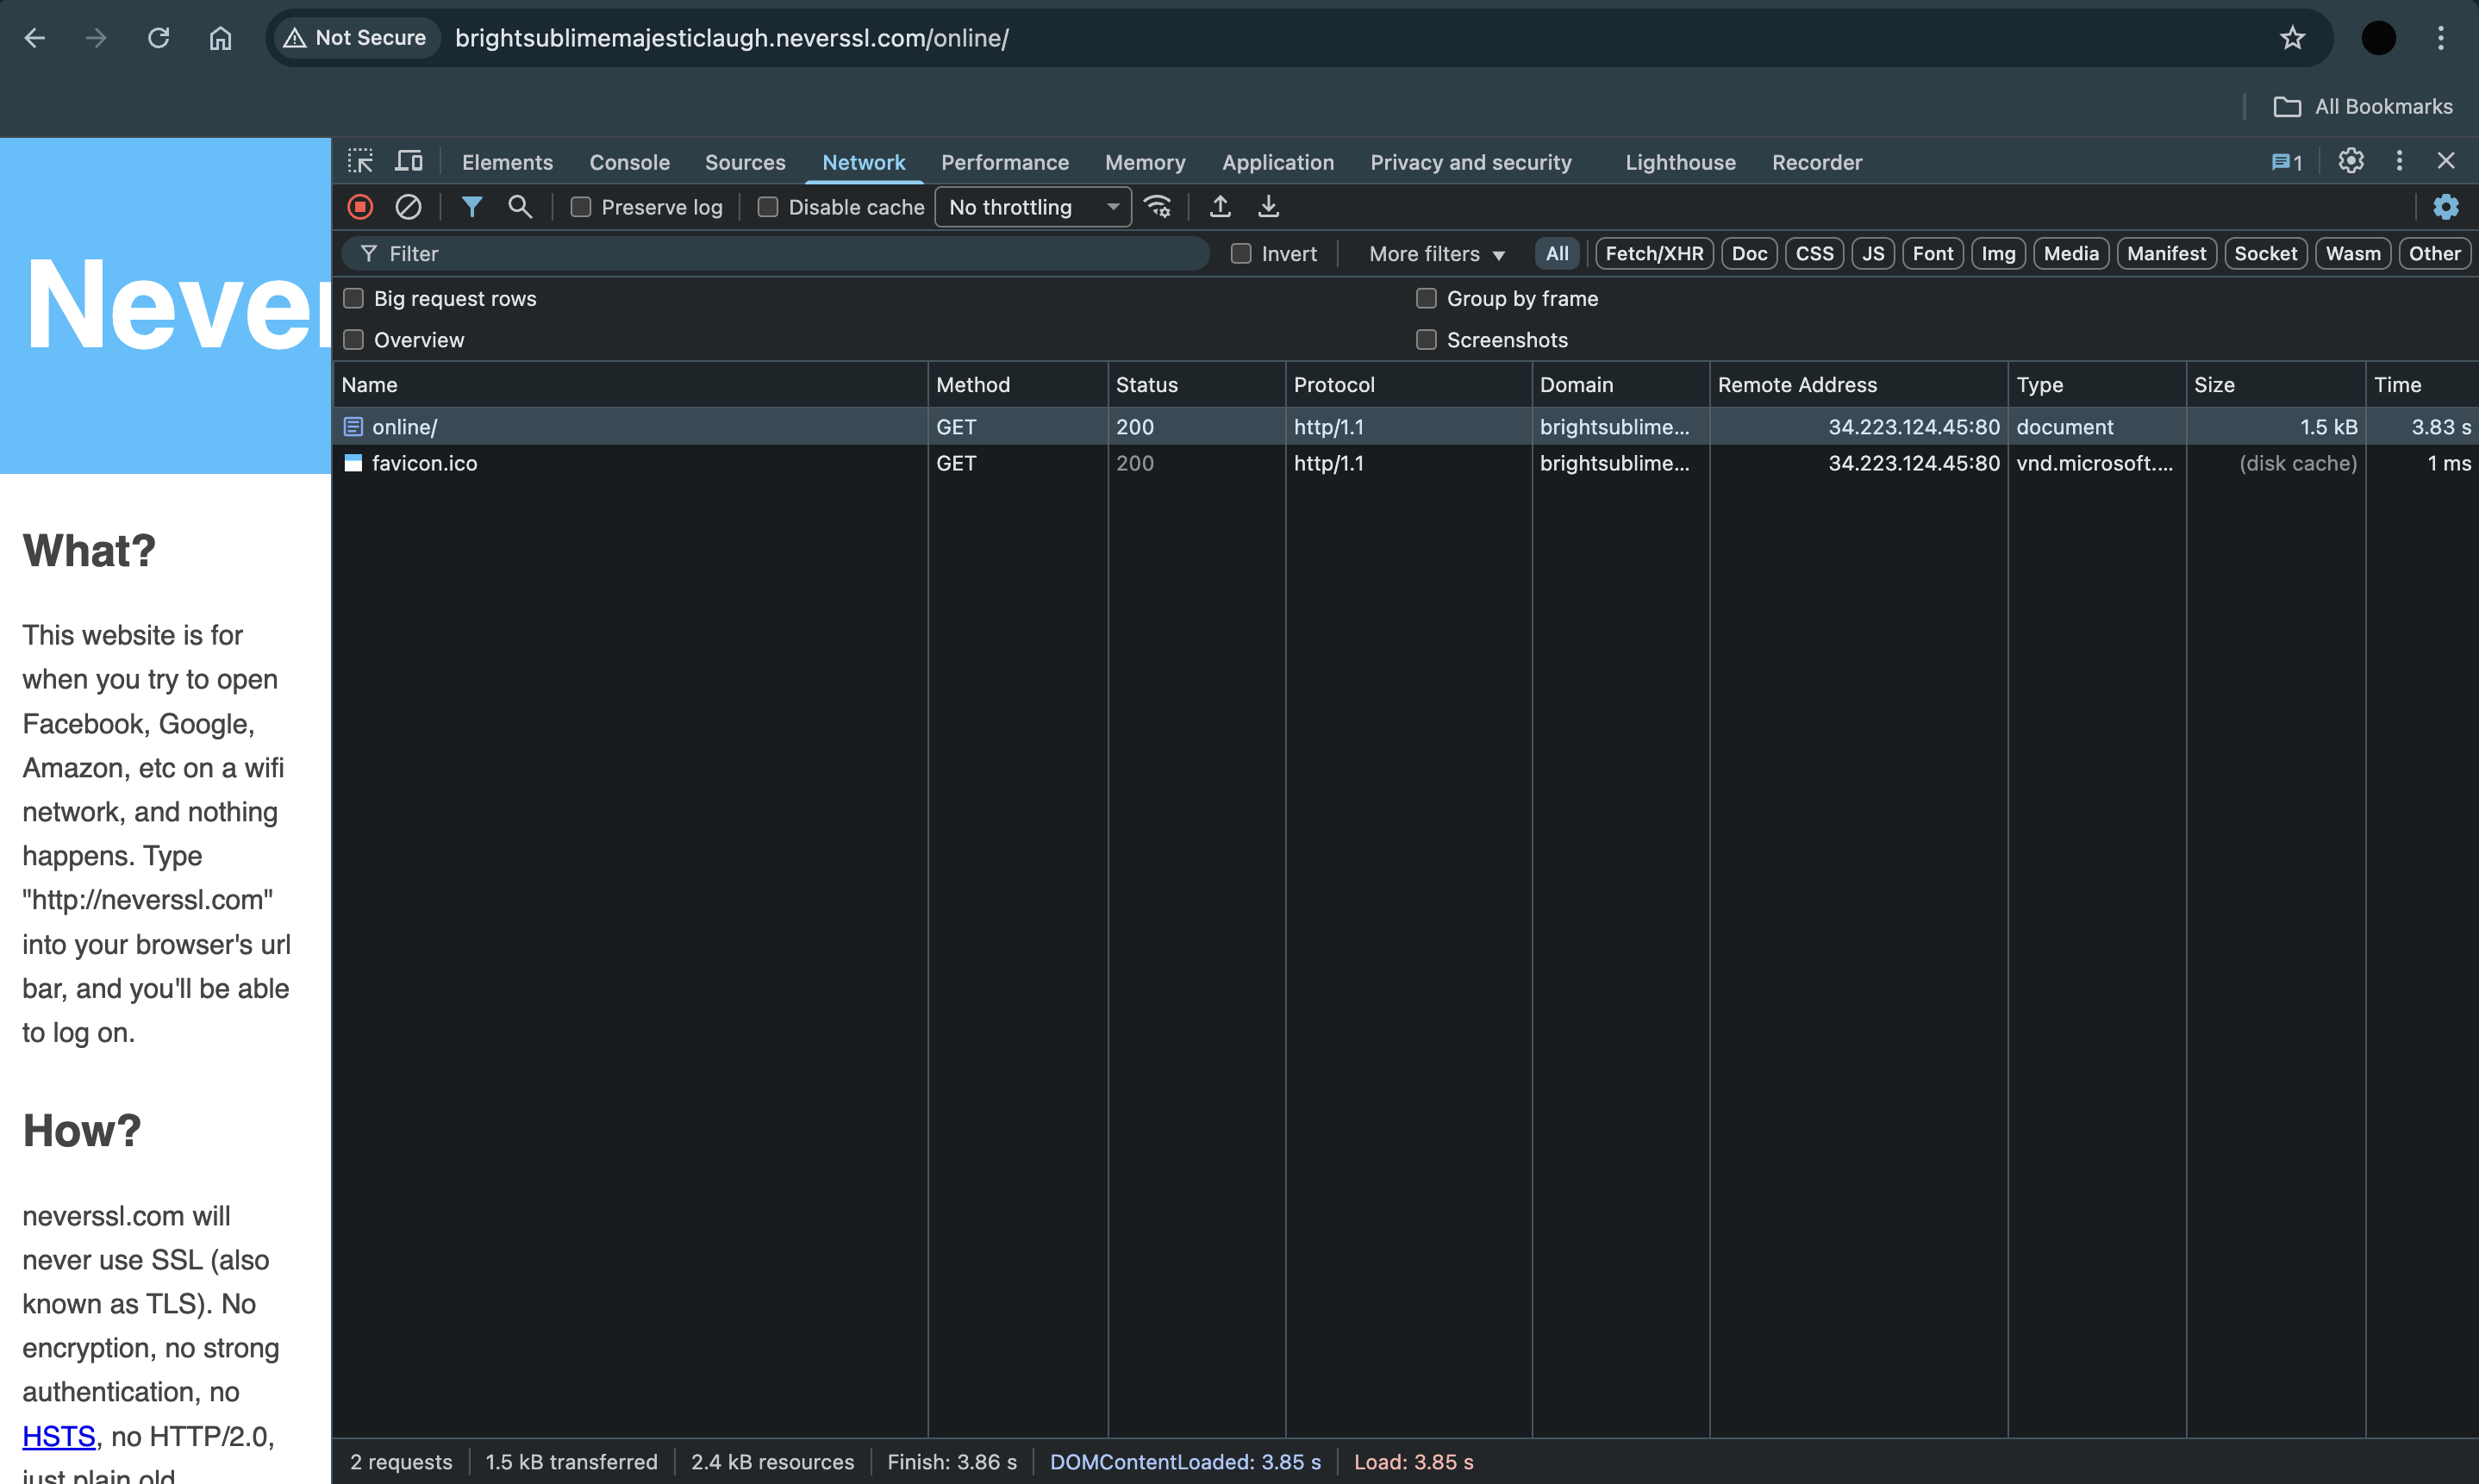 Not Secure brightsublimemajesticlaugh.neverssl.com/online/
All Bookmarks
Elements Console Sources Network Performance Memory Application Privacy and security Lighthouse Recorder 1
Preserve log Disable cache No throttling
Filter Invert More filters All Fetch/XHR Doc CSS JS Font Img Media Manifest Socket Wasm Other
Big request rows Group by frame
Overview Screenshots
Name Method Status Protocol Domain Remote Address Type Size Time
online/ GET 200 http/1.1 brightsublime... 34.223.124.45:80 document 1.5 kB 3.83 s
favicon.ico GET 200 http/1.1 brightsublime... 34.223.124.45:80 vnd.microsoft.... (disk cache) 1 ms
2 requests 1.5 kB transferred 2.4 kB resources Finish: 3.86 s DOMContentLoaded: 3.85 s Load: 3.85 s
Never
What?
This website is for
when you try to open
Facebook, Google,
Amazon, etc on a wifi
network, and nothing
happens. Type
"http://neverssl.com"
into your browser's url
bar, and you'll be able
to log on.
How?
neverssl.com will
never use SSL (also
known as TLS). No
encryption, no strong
authentication, no
HSTS, no HTTP/2.0,
just plain old